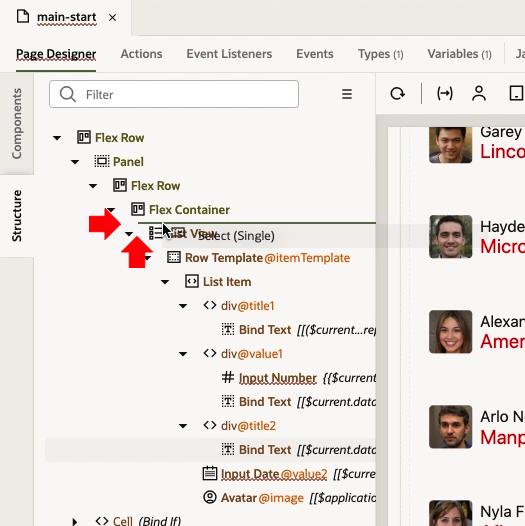 main-start ×
Page Designer Actions Event Listeners Events Types (1) Variables (1) Ja
Components
Structure
Filter
Flex Row
Panel
Flex Row
Flex Container
List View
Select (Single)
Row Template @itemTemplate
List Item
div@title1
Bind Text [[($current...re
div@value1
Input Number {{$current
Bind Text [[$current.data
div@title2
Bind Text [[$current.data
Input Date @value2 [[$curre
Avatar@image [[$applicatio
Cell (Bind If)
Garey
Linco
Hayde
Micro
Alexan
Amer
Arlo N
Manp
Nyla F